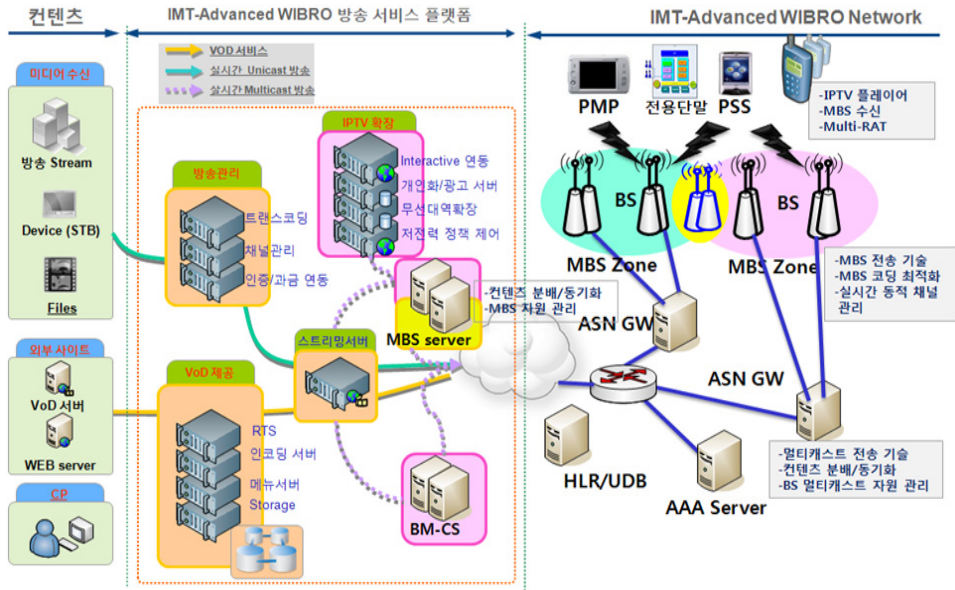 컨텐츠
IMT-Advanced WIBRO 방송 서비스 플랫폼
IMT-Advanced WIBRO Network
VOD 서비스
실시간 Unicast 방송
실시간 Multicast 방송
미디어 수신
방송 Stream
Device (STB)
Files
외부 사이트
VoD 서버
WEB server
CP
방송관리
트랜스코딩
채널관리
인증/과금 연동
IPTV 확장
Interactive 연동
개인화/광고 서버
무선대역확장
저전력 정책 제어
VoD 제공
RTS
인코딩 서버
메뉴서버
Storage
스트리밍서버
MBS server
-컨텐츠 분배/동기화
-MBS 자원 관리
BM-CS
PMP
전용단말
PSS
-IPTV 플레이어
-MBS 수신
-Multi-RAT
BS
BS
MBS Zone
MBS Zone
-MBS 전송 기술
-MBS 코딩 최적화
-실시간 동적 채널
관리
ASN GW
ASN GW
HLR/UDB
AAA Server
-멀티캐스트 전송 기술
-컨텐츠 분배/동기화
-BS 멀티캐스트 자원 관리